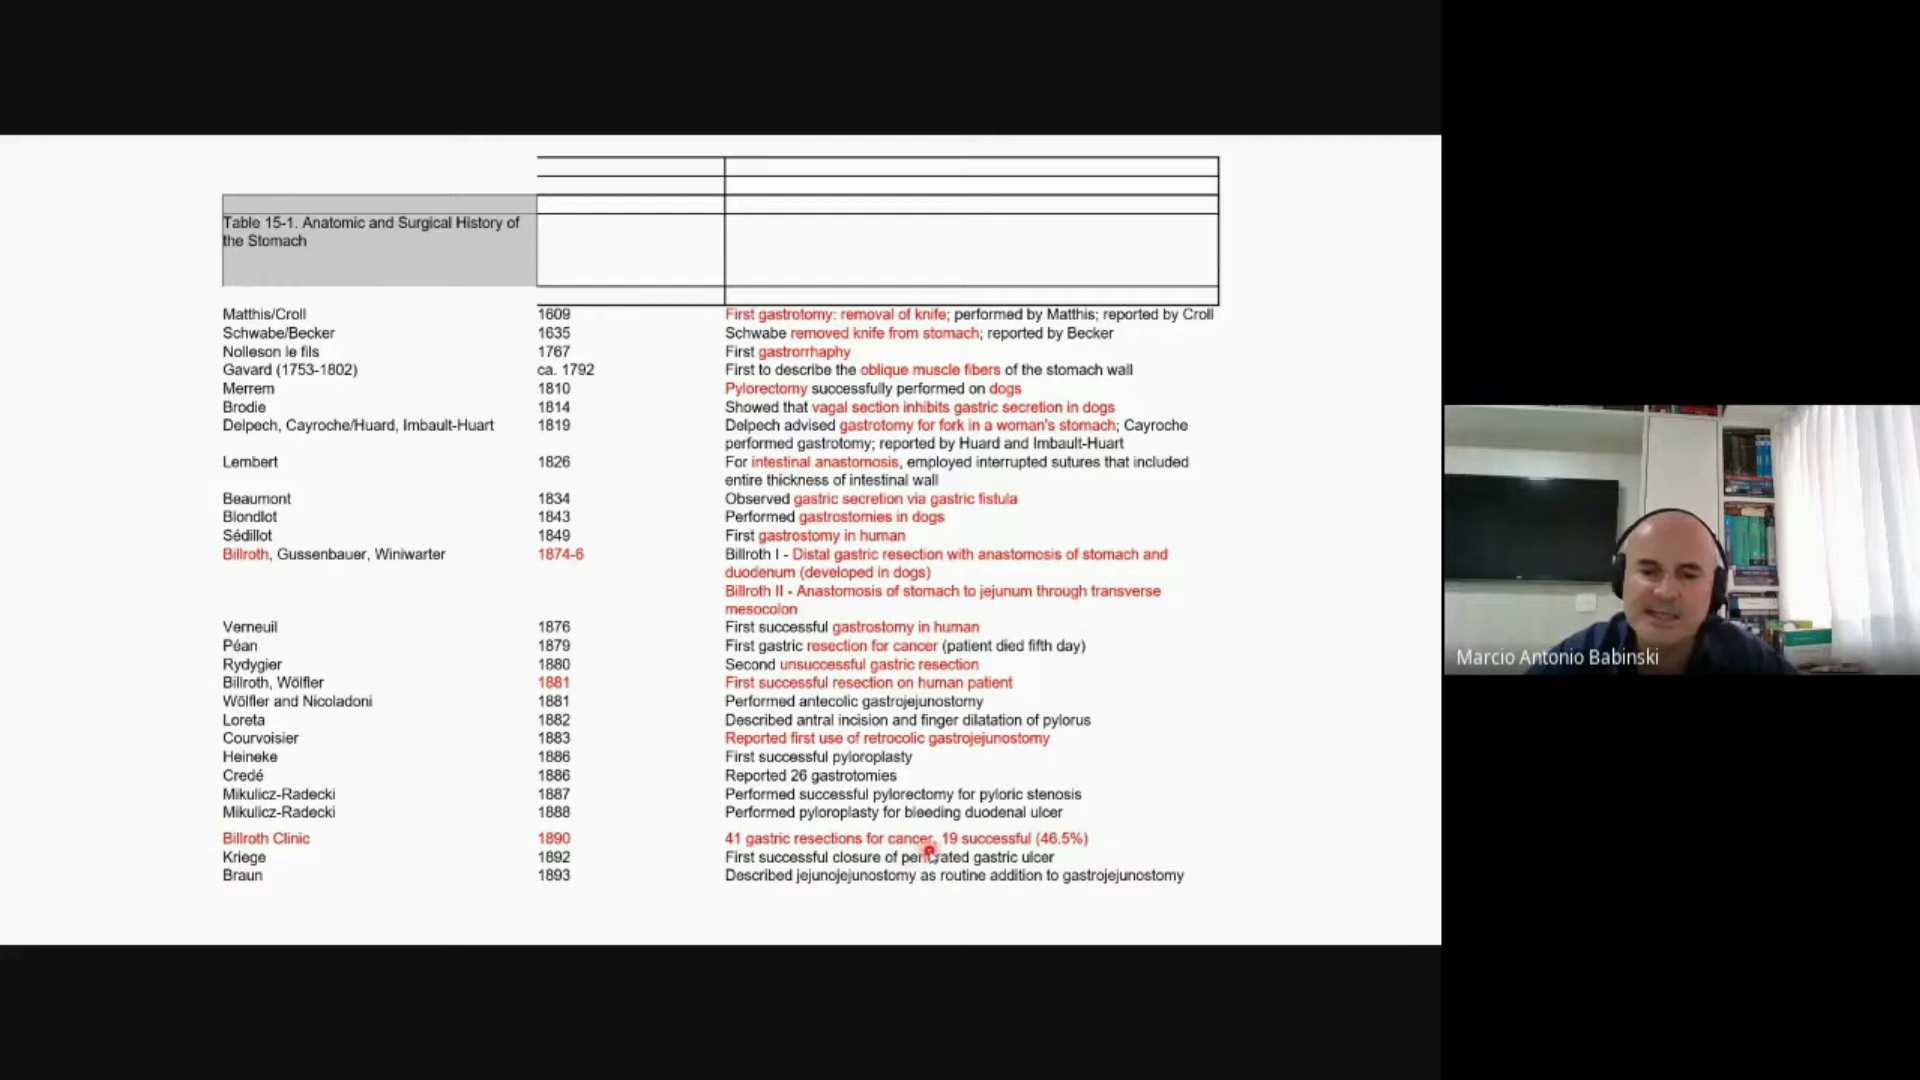 Table 15-1. Anatomic and Surgical History of
the Stomach
Matthis/Croll 1609 First gastrotomy: removal of knife; performed by Matthis; reported by Croll
Schwabe/Becker 1635 Schwabe removed knife from stomach; reported by Becker
Nolleson le fils 1767 First gastrorrhaphy
Gavard (1753-1802) ca. 1792 First to describe the oblique muscle fibers of the stomach wall
Merrem 1810 Pylorectomy successfully performed on dogs
Brodie 1814 Showed that vagal section inhibits gastric secretion in dogs
Delpech, Cayroche/Huard, Imbault-Huart 1819 Delpech advised gastrotomy for fork in a woman's stomach; Cayroche
performed gastrotomy; reported by Huard and Imbault-Huart
Lembert 1826 For intestinal anastomosis, employed interrupted sutures that included
entire thickness of intestinal wall
Beaumont 1834 Observed gastric secretion via gastric fistula
Blondlot 1843 Performed gastrostomies in dogs
Sédillot 1849 First gastrostomy in human
Billroth, Gussenbauer, Winiwarter 1874-6 Billroth I - Distal gastric resection with anastomosis of stomach and
duodenum (developed in dogs)
Billroth II - Anastomosis of stomach to jejunum through transverse
mesocolon
Verneuil 1876 First successful gastrostomy in human
Péan 1879 First gastric resection for cancer (patient died fifth day)
Rydygier 1880 Second unsuccessful gastric resection
Billroth, Wölfler 1881 First successful resection on human patient
Wölfler and Nicoladoni 1881 Performed antecolic gastrojejunostomy
Loreta 1882 Described antral incision and finger dilatation of pylorus
Courvoisier 1883 Reported first use of retrocolic gastrojejunostomy
Heineke 1886 First successful pyloroplasty
Credé 1886 Reported 26 gastrotomies
Mikulicz-Radecki 1887 Performed successful pylorectomy for pyloric stenosis
Mikulicz-Radecki 1888 Performed pyloroplasty for bleeding duodenal ulcer
Billroth Clinic 1890 41 gastric resections for cancer, 19 successful (46.5%)
Kriege 1892 First successful closure of perforated gastric ulcer
Braun 1893 Described jejunojejunostomy as routine addition to gastrojejunostomy
Marcio Antonio Babinski